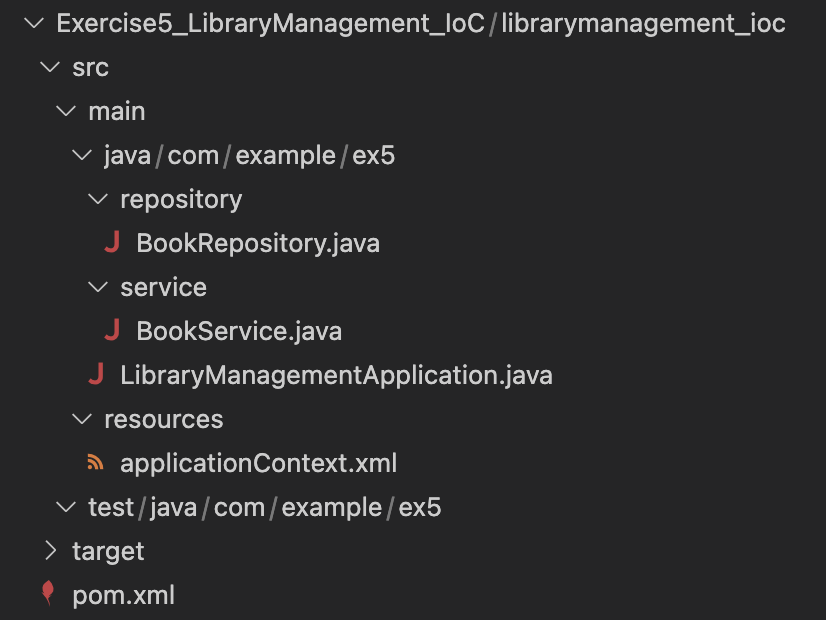 Exercise5_LibraryManagement_IoC/librarymanagement_ioc
src
main
java/com/example/ex5
repository
BookRepository.java
service
BookService.java
LibraryManagementApplication.java
resources
applicationContext.xml
test/java/com/example/ex5
target
pom.xml